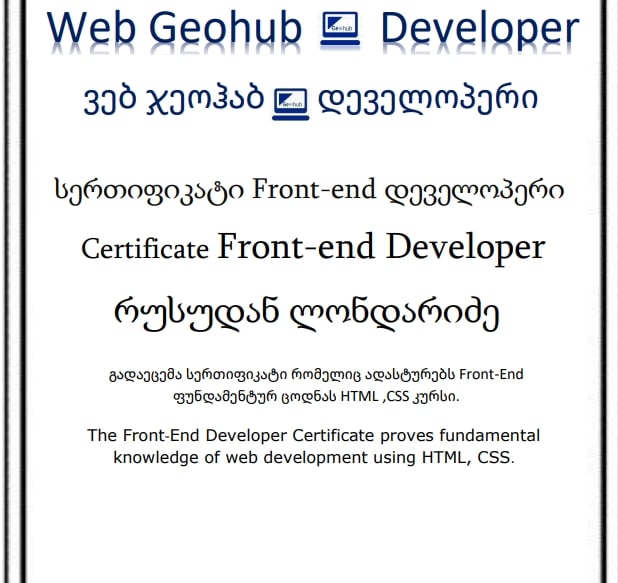 Web Geohub Geohub Developer
ვებ ჯეოჰაბ Geohub დეველოპერი
სერთიფიკატი Front-end დეველოპერი
Certificate Front-end Developer
რუსუდან ლონდარიძე
გადაეცემა სერთიფიკატი რომელიც ადასტურებს Front-End
ფუნდამენტურ ცოდნას HTML ,CSS კურსი.
The Front-End Developer Certificate proves fundamental
knowledge of web development using HTML, CSS.